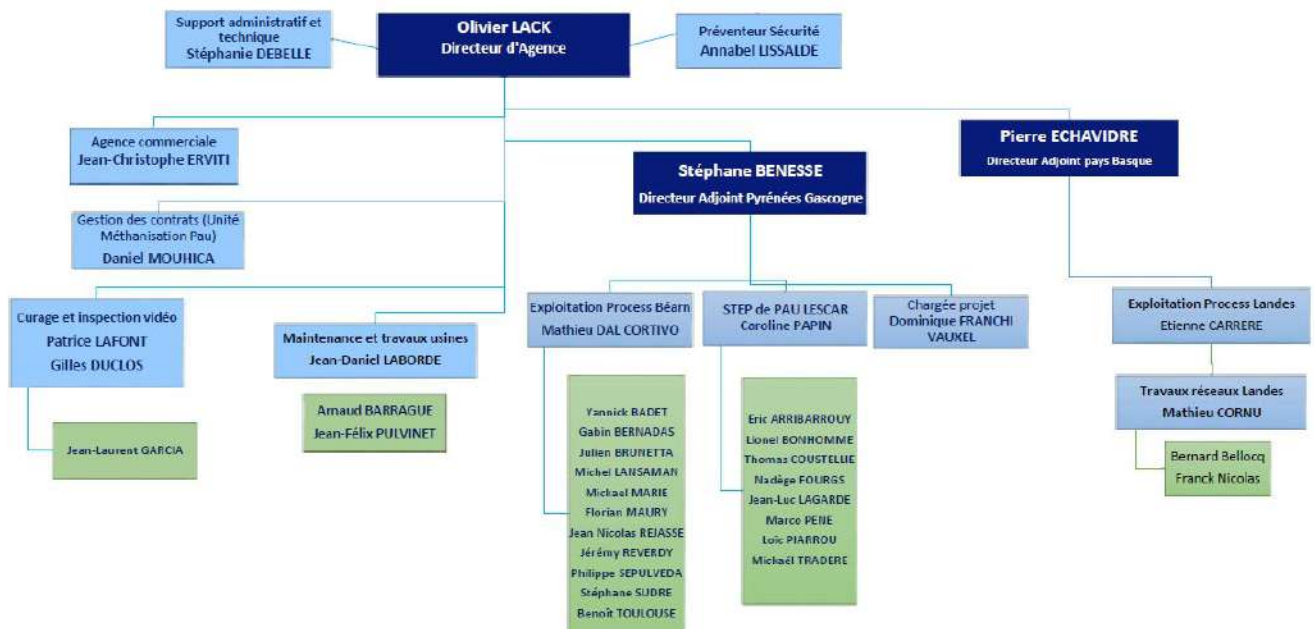 Support administratif et
technique
Stéphanie DEBELLE
Olivier LACK
Directeur d'Agence
Préventeur Sécurité
Annabel LISSALDE
Agence commerciale
Jean-Christophe ERVITI
Stéphane BENESSE
Directeur Adjoint Pyrénées Gascogne
Pierre ECHAVIDRE
Directeur Adjoint pays Basque
Gestion des contrats (Unité
Méthanisation Pau)
Daniel MOUHICA
Curage et inspection vidéo
Patrice LAFONT
Gilles DUCLOS
Maintenance et travaux usines
Jean-Daniel LABORDE
Exploitation Process Béarn
Mathieu DAL CORTIVO
STEP de PAU LESCAR
Caroline PAPIN
Chargée projet
Dominique FRANCHI
VAUXEL
Exploitation Process Landes
Etienne CARRERE
Travaux réseaux Landes
Mathieu CORNU
Jean-Laurent GARCIA
Arnaud BARRAGUE
Jean-Félix PULVINET
Yannick BADET
Gabin BERNADAS
Julien BRUNETTA
Michel LANSAMAN
Mickael MARIE
Florian MAURY
Jean Nicolas REJASSE
Jérémy REVERDY
Philippe SEPULVEDA
Stéphane SUDRE
Benoît TOULOUSE
Eric ARRIBARROUY
Lionel BONHOMME
Thomas COUSTELLIE
Nadège FOURGS
Jean-Luc LAGARDE
Marco PENE
Loïc PIARROU
Mickaël TRADERE
Bernard Bellocq
Franck Nicolas